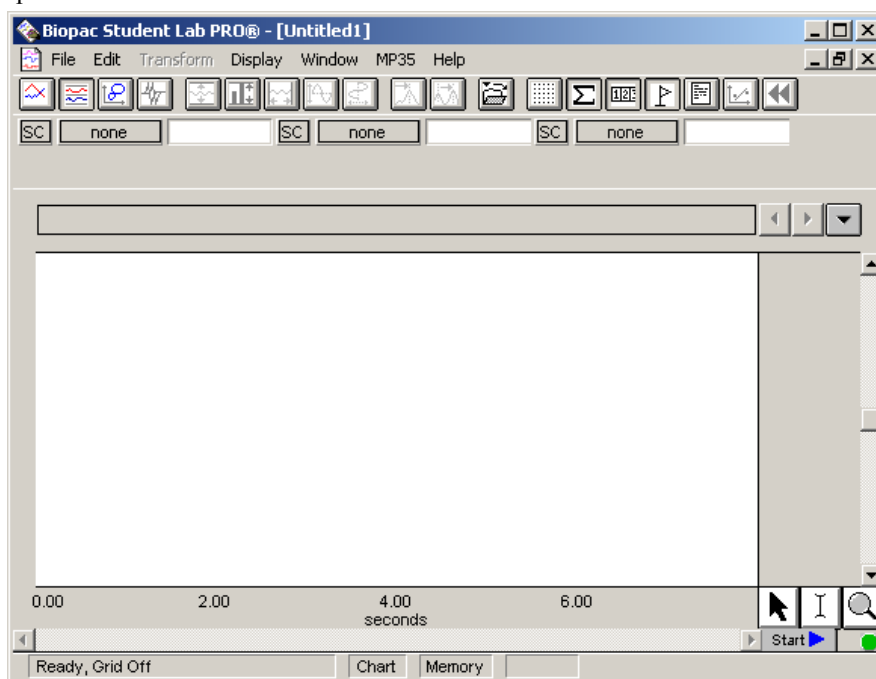 Biopac Student Lab PRO® - [Untitled1]
File Edit Transform Display Window MP35 Help
SC none SC none SC none
0.00 2.00 4.00 6.00
seconds
Start
Ready, Grid Off Chart Memory